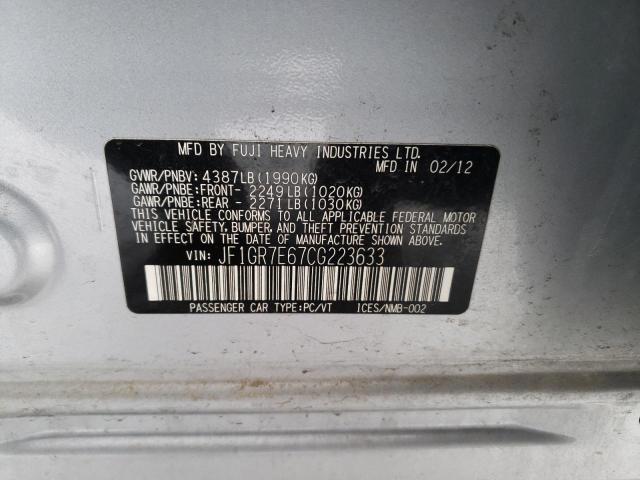 MFD BY FUJI HEAVY INDUSTRIES LTD.
MFD IN 02/12
GVWR/PNBV: 4387LB(1990KG)
GAWR/PNBE:FRONT- 2249LB(1020KG)
GAWR/PNBE:REAR - 2271LB(1030KG)
THIS VEHICLE CONFORMS TO ALL APPLICABLE FEDERAL MOTOR
VEHICLE SAFETY, BUMPER, AND THEFT PREVENTION STANDARDS
IN EFFECT ON THE DATE OF MANUFACTURE SHOWN ABOVE.
VIN: JF1GR7E67CG223633
PASSENGER CAR TYPE:PC/VT ICES/NMB-002